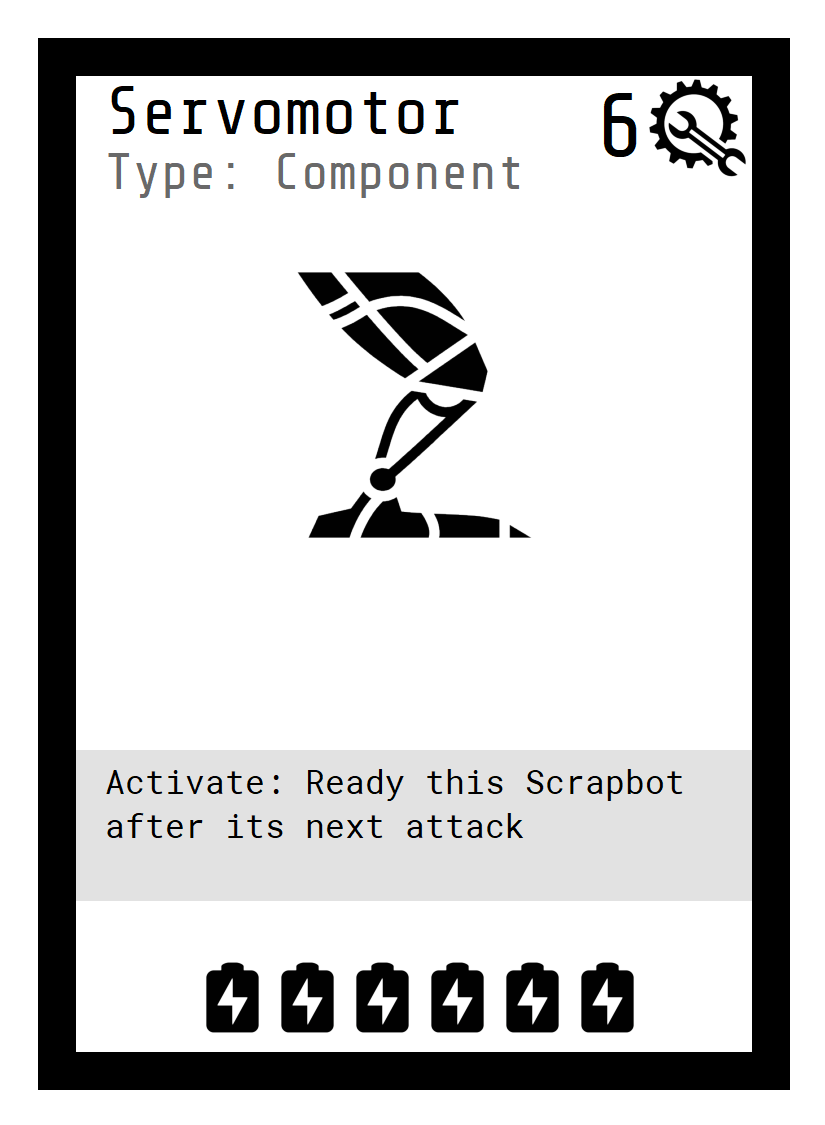 Servomotor
6
Type: Component
Activate: Ready this Scrapbot
after its next attack